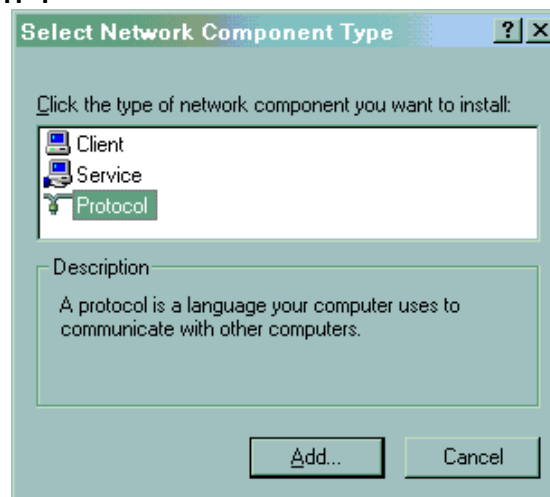 Select Network Component Type
Click the type of network component you want to install:
Client
Service
Protocol
Description
A protocol is a language your computer uses to
communicate with other computers.
Add...
Cancel